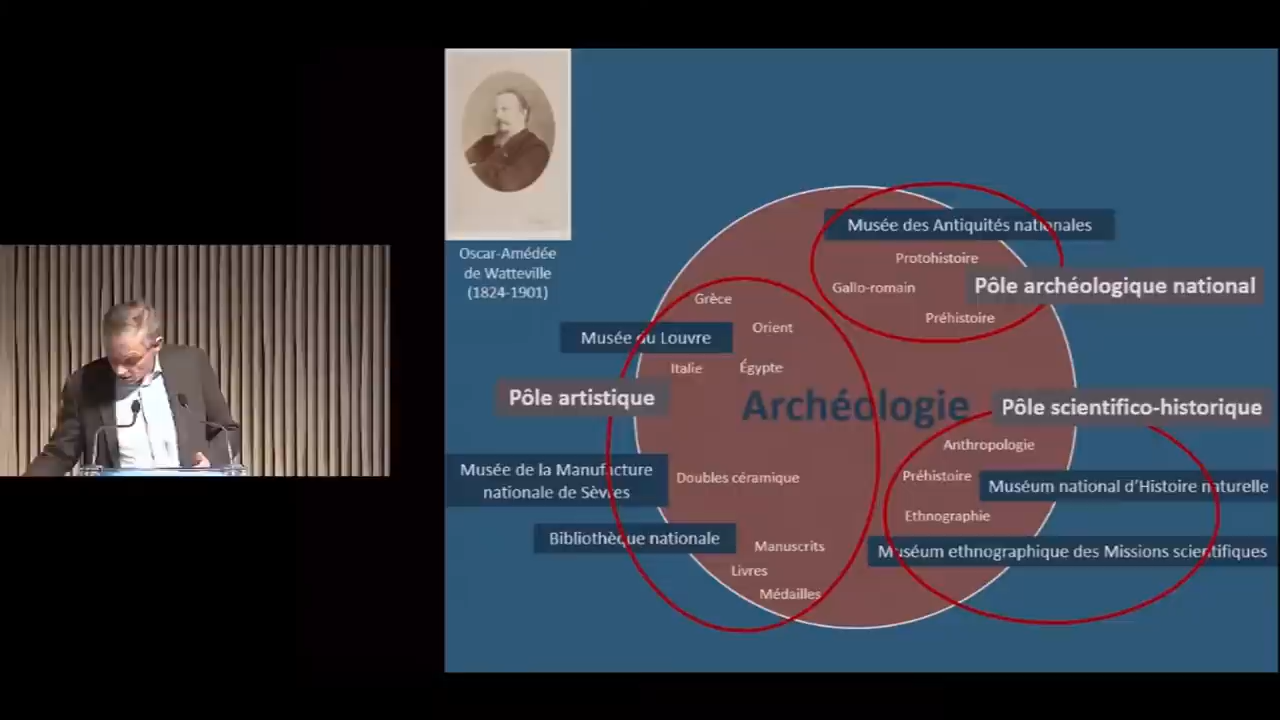 Oscar-Amédée
de Watteville
(1824-1901)
Musée des Antiquités nationales
Protohistoire
Gallo-romain
Pôle archéologique national
Préhistoire
Grèce
Orient
Musée du Louvre
Italie
Égypte
Pôle artistique
Archéologie
Pôle scientifico-historique
Anthropologie
Musée de la Manufacture
nationale de Sèvres
Doubles céramique
Préhistoire
Muséum national d'Histoire naturelle
Ethnographie
Bibliothèque nationale
Manuscrits
Muséum ethnographique des Missions scientifiques
Livres
Médailles